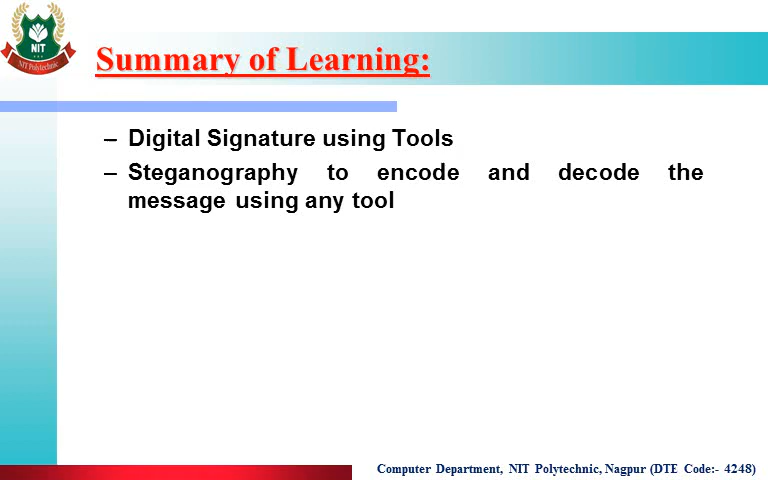 NIT
NIT Polytechnic
Summary of Learning:
– Digital Signature using Tools
– Steganography to encode and decode the
message using any tool
Computer Department, NIT Polytechnic, Nagpur (DTE Code:- 4248)